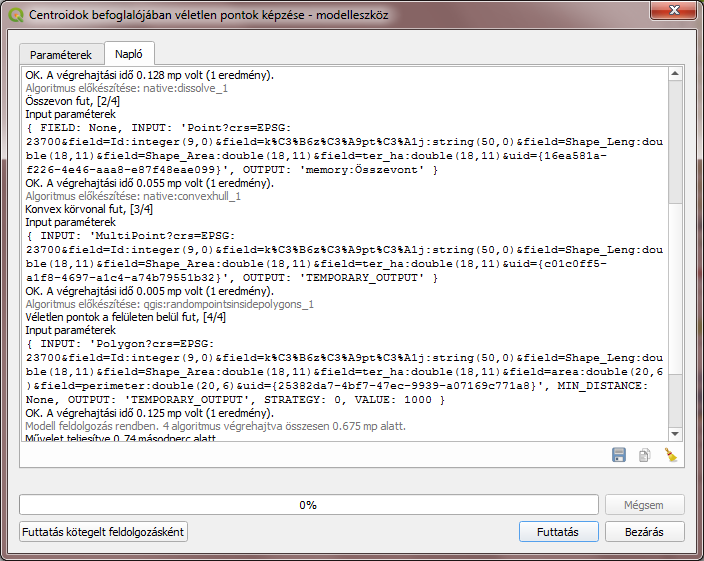 Centroidok befoglalójában véletlen pontok képzése - modelleszköz
Paraméterek
Napló
OK. A végrehajtási idő 0.128 mp volt (1 eredmény).
Algoritmus előkészítése: native:dissolve_1
Összevon fut, [2/4]
Input paraméterek
{ FIELD: None, INPUT: 'Point?crs=EPSG:
23700&field=Id:integer(9,0)&field=k%C3%B6z%C3%A9pt%C3%A1j:string(50,0)&field=Shape_Leng:dou
ble(18,11)&field=Shape_Area:double(18,11)&field=ter_ha:double(18,11)&uid={16ea581a-
f226-4e46-aaa8-e87f48eae099}', OUTPUT: 'memory:Összevont' }
OK. A végrehajtási idő 0.055 mp volt (1 eredmény).
Algoritmus előkészítése: native:convexhull_1
Konvex körvonal fut, [3/4]
Input paraméterek
{ INPUT: 'MultiPoint?crs=EPSG:
23700&field=Id:integer(9,0)&field=k%C3%B6z%C3%A9pt%C3%A1j:string(50,0)&field=Shape_Leng:dou
ble(18,11)&field=Shape_Area:double(18,11)&field=ter_ha:double(18,11)&uid={c01c0ff5-
a1f8-4697-a1c4-a74b79551b32}', OUTPUT: 'TEMPORARY_OUTPUT' }
OK. A végrehajtási idő 0.005 mp volt (1 eredmény).
Algoritmus előkészítése: qgis:randompointsinsidepolygons_1
Véletlen pontok a felületen belül fut, [4/4]
Input paraméterek
{ INPUT: 'Polygon?crs=EPSG:
23700&field=Id:integer(9,0)&field=k%C3%B6z%C3%A9pt%C3%A1j:string(50,0)&field=Shape_Leng:dou
ble(18,11)&field=Shape_Area:double(18,11)&field=ter_ha:double(18,11)&field=area:double(20,6
)&field=perimeter:double(20,6)&uid={25382da7-4bf7-47ec-9939-a07169c771a8}', MIN_DISTANCE:
None, OUTPUT: 'TEMPORARY_OUTPUT', STRATEGY: 0, VALUE: 1000 }
OK. A végrehajtási idő 0.125 mp volt (1 eredmény).
Modell feldolgozás rendben. 4 algoritmus végrehajtva összesen 0.675 mp alatt.
Művelet teljesítve 0.74 másodperc alatt
0%
Mégsem
Futtatás kötegelt feldolgozásként
Futtatás
Bezárás